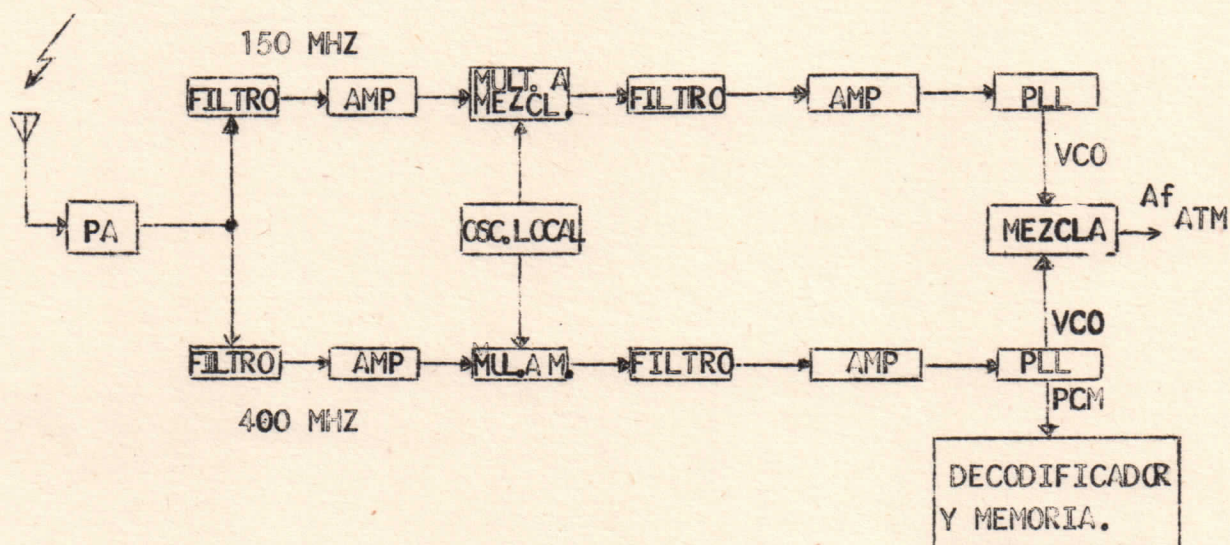 150 MHZ
FILTRO
AMP
MULT. A
MEZCL.
FILTRO
AMP
PLL
VCO
PA
OSC. LOCAL
MEZCLA
Af
ATM
VCO
FILTRO
AMP
MU. A M.
FILTRO
AMP
PLL
400 MHZ
PCM
DECODIFICADOR
Y MEMORIA.